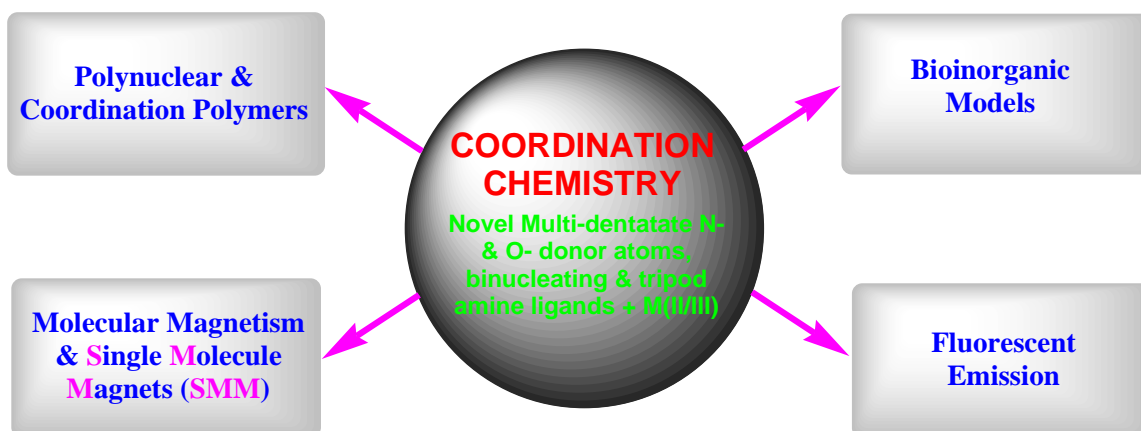 Polynuclear &
Coordination Polymers
Bioinorganic
Models
COORDINATION
CHEMISTRY
Novel Multi-dentatate N-
& O- donor atoms,
binucleating & tripod
amine ligands + M(II/III)
Molecular Magnetism
& Single Molecule
Magnets (SMM)
Fluorescent
Emission